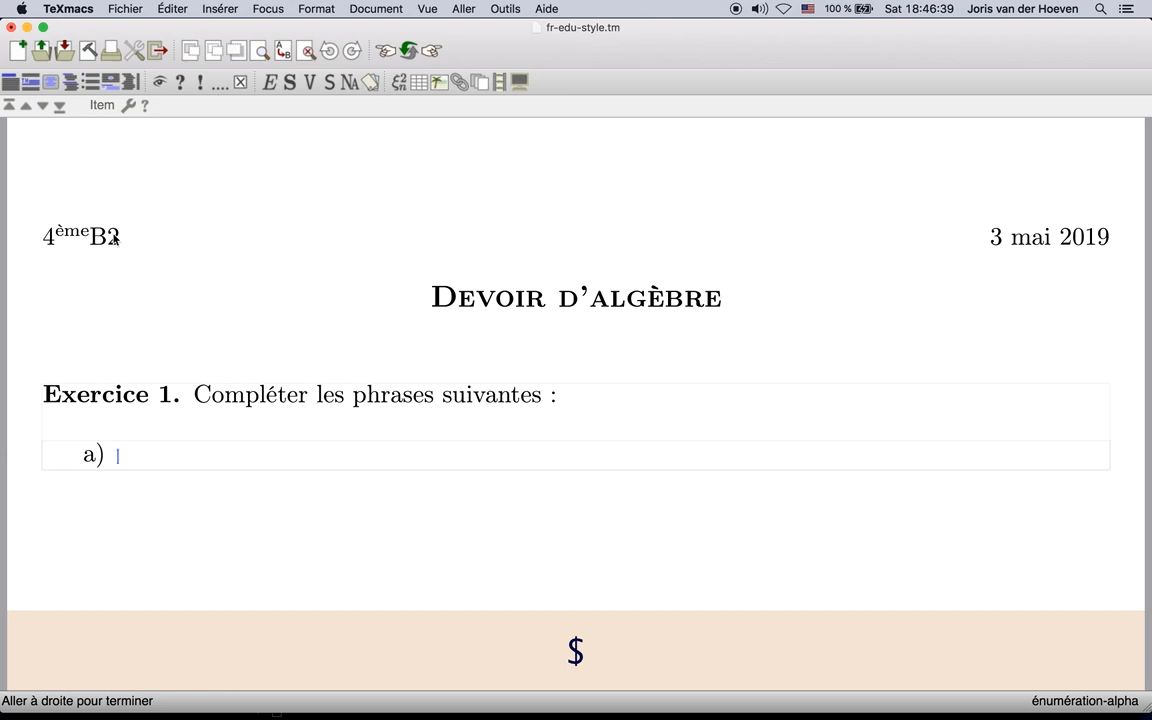 TeXmacs Fichier Éditer Insérer Focus Format Document Vue Aller Outils Aide 100 % Sat 18:46:39 Joris van der Hoeven
fr-edu-style.tm
Item
4èmeB2 3 mai 2019
Devoir d'algèbre
Exercice 1. Compléter les phrases suivantes :
a)
$
Aller à droite pour terminer énumération-alpha